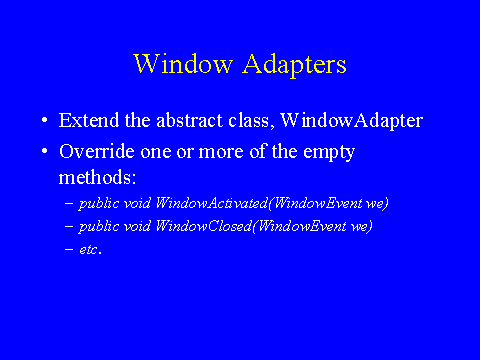 Window Adapters
• Extend the abstract class, WindowAdapter
• Override one or more of the empty
methods:
– public void WindowActivated(WindowEvent we)
– public void WindowClosed(WindowEvent we)
– etc.